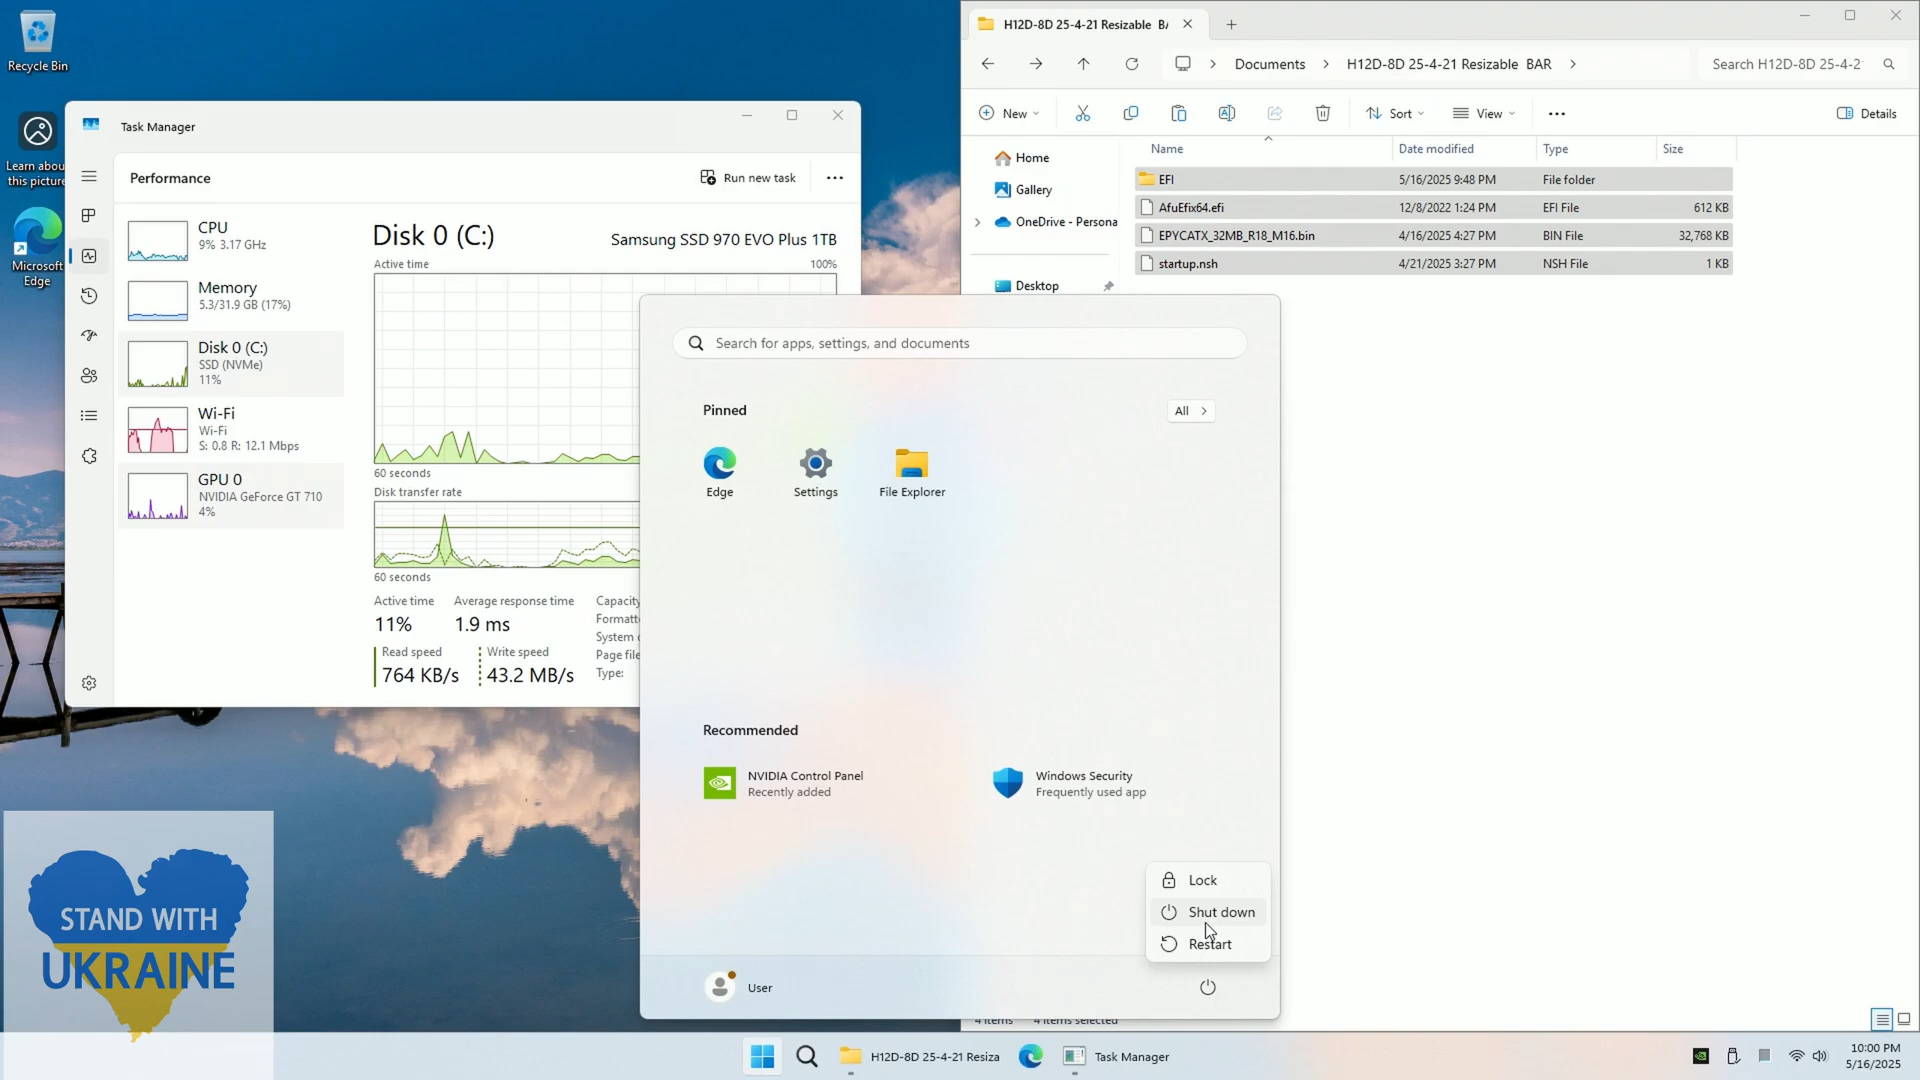 Recycle Bin
Learn abou
this picture
Microsoft
Edge
Task Manager
Performance
Run new task
CPU
9% 3.17 GHz
Memory
5.3/31.9 GB (17%)
Disk 0 (C:)
SSD (NVMe)
11%
Wi-Fi
Wi-Fi
S: 0.8 R: 12.1 Mbps
GPU 0
NVIDIA GeForce GT 710
4%
Disk 0 (C:)
Samsung SSD 970 EVO Plus 1TB
Active time
100%
60 seconds
Disk transfer rate
60 seconds
Active time
11%
Average response time
1.9 ms
Read speed
764 KB/s
Write speed
43.2 MB/s
Capacity
Formatte
System d
Page file
Type:
H12D-8D 25-4-21 Resizable BA
Documents
H12D-8D 25-4-21 Resizable BAR
Search H12D-8D 25-4-2
New
Sort
View
Details
Home
Gallery
OneDrive - Persona
Desktop
Name Date modified Type Size
EFI 5/16/2025 9:48 PM File folder
AfuEfix64.efi 12/8/2022 1:24 PM EFI File 612 KB
EPYCATX_32MB_R18_M16.bin 4/16/2025 4:27 PM BIN File 32,768 KB
startup.nsh 4/21/2025 3:27 PM NSH File 1 KB
Search for apps, settings, and documents
Pinned
All
Edge
Settings
File Explorer
Recommended
NVIDIA Control Panel
Recently added
Windows Security
Frequently used app
Lock
Shut down
Restart
User
4 items 4 items selected
STAND WITH
UKRAINE
H12D-8D 25-4-21 Resiza
Task Manager
10:00 PM
5/16/2025